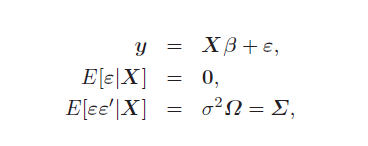 y = Xβ + ε,
E[ε|X] = 0,
E[εε′|X] = σ²Ω = Σ,